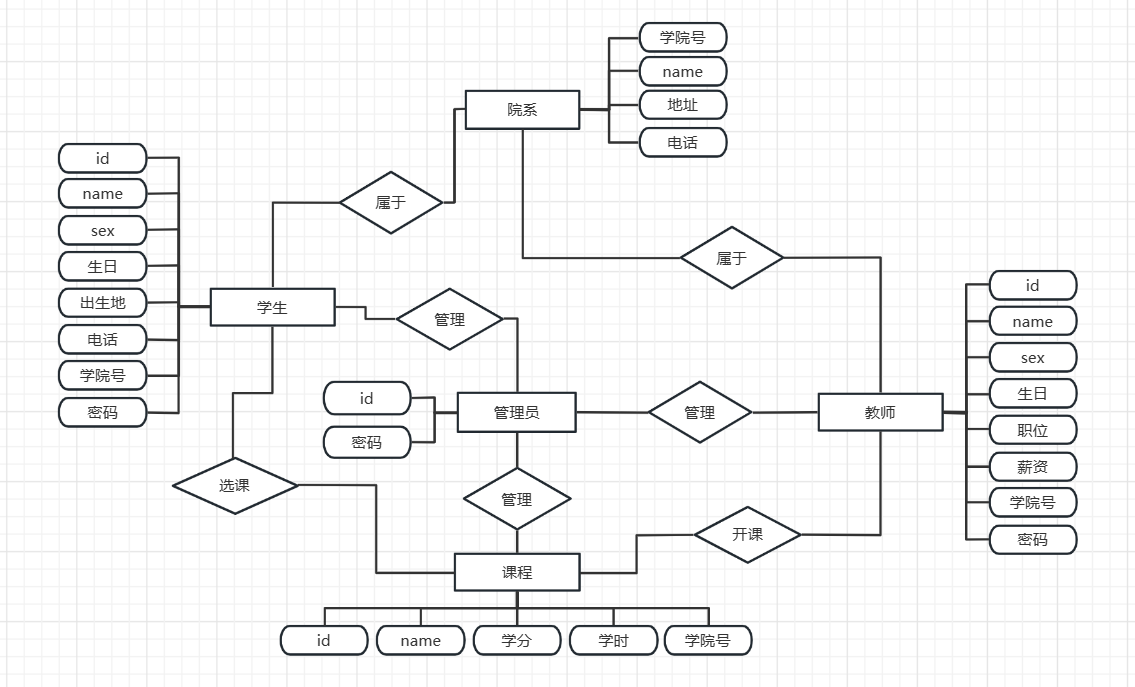 学院号
name
地址
电话
院系
id
name
sex
生日
出生地
电话
学院号
密码
属于
属于
学生
管理
id
密码
管理员
管理
教师
id
name
sex
生日
职位
薪资
学院号
密码
选课
管理
开课
课程
id
name
学分
学时
学院号